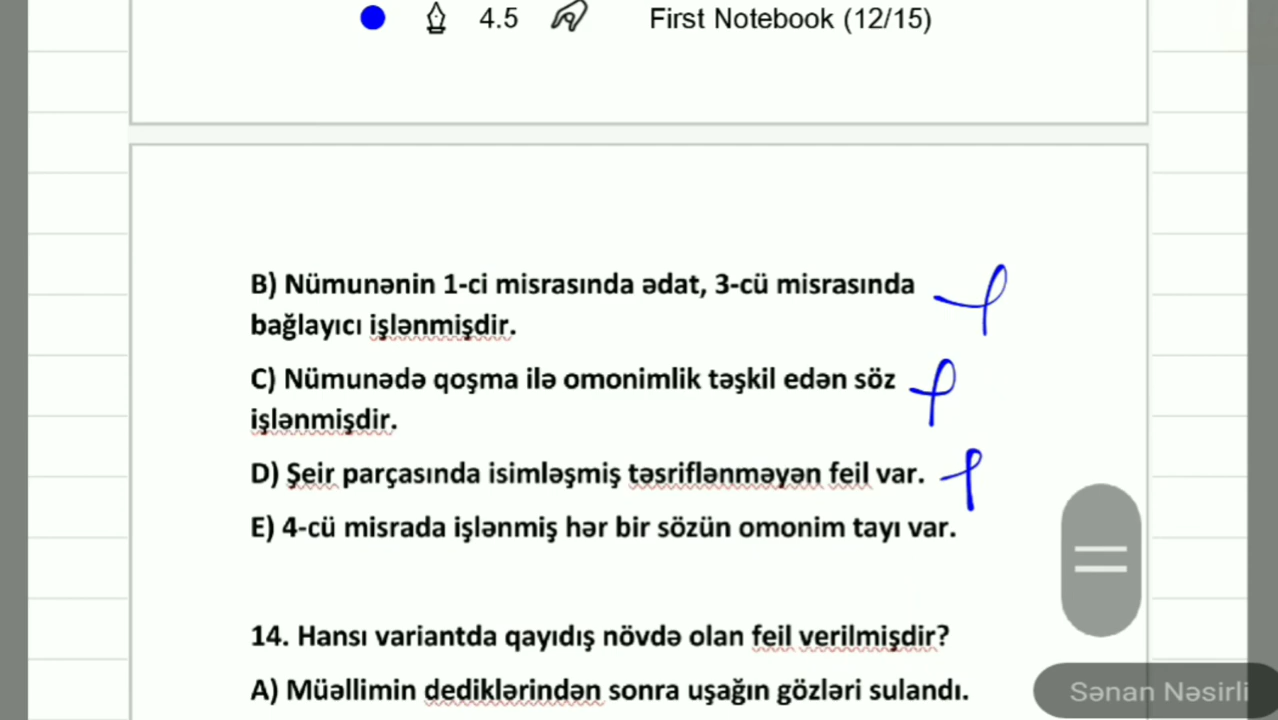 4.5 First Notebook (12/15)
B) Nümunənin 1-ci misrasında ədat, 3-cü misrasında
bağlayıcı işlənmişdir.
C) Nümunədə qoşma ilə omonimlik təşkil edən söz
işlənmişdir.
D) Şeir parçasında isimləşmiş təsriflənməyən feil var.
E) 4-cü misrada işlənmiş hər bir sözün omonim tayı var.
14. Hansı variantda qayıdış növdə olan feil verilmişdir?
A) Müəllimin dediklərindən sonra uşağın gözləri sulandı.
Sənan Nəsirli